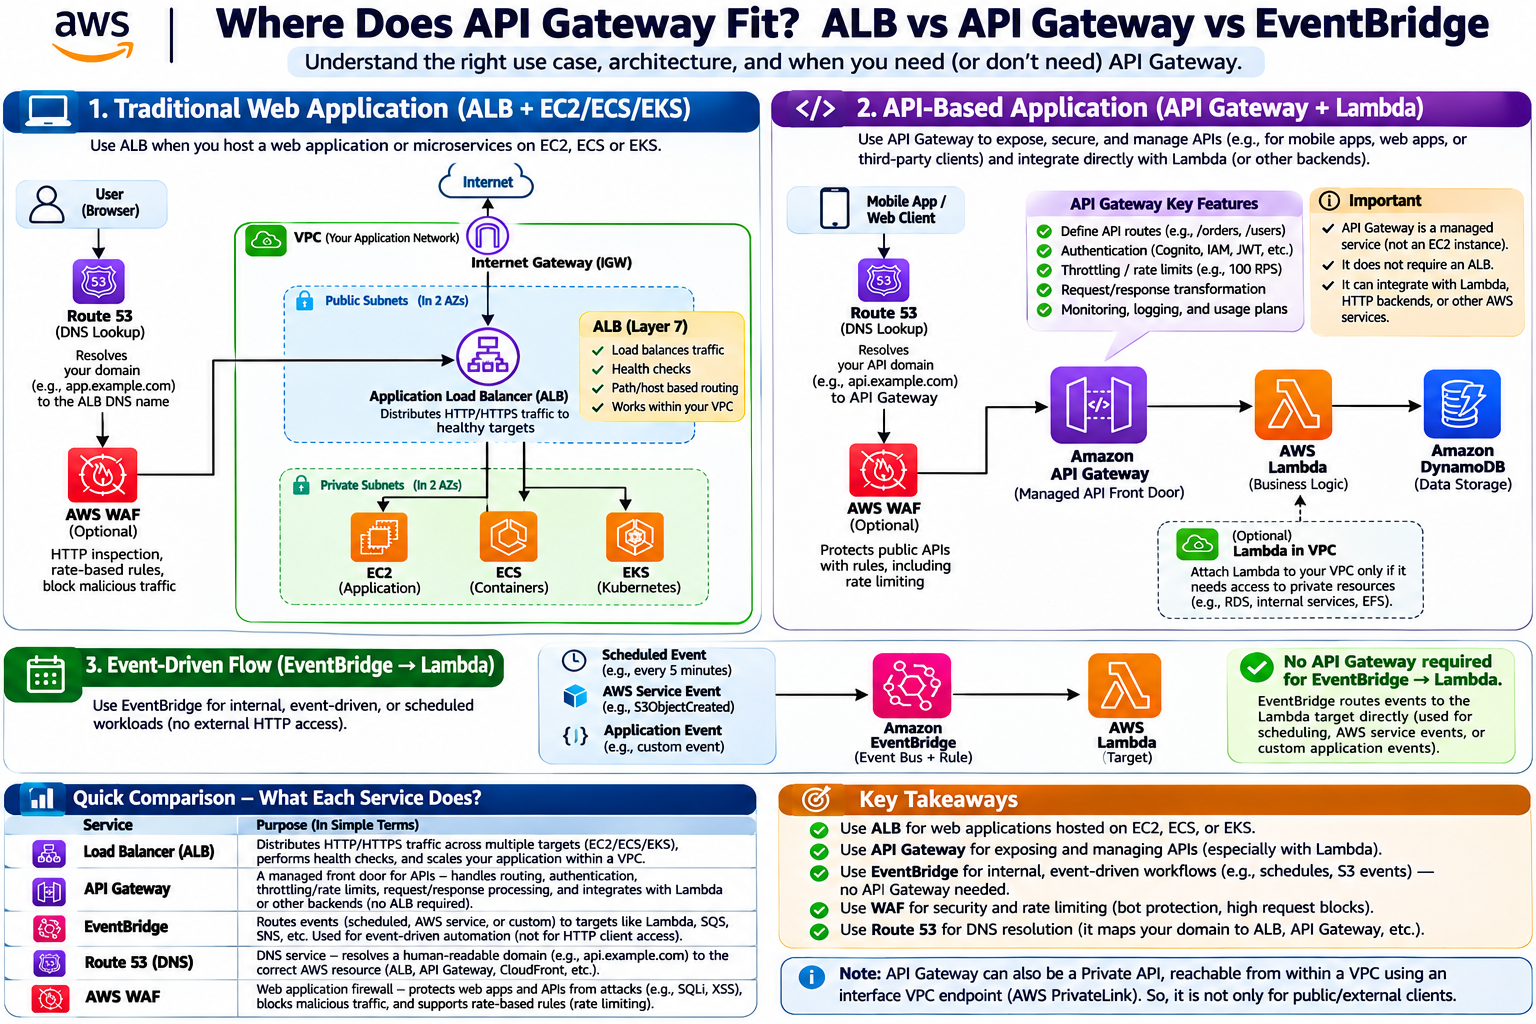 aws
Where Does API Gateway Fit? ALB vs API Gateway vs EventBridge
Understand the right use case, architecture, and when you need (or don't need) API Gateway.
1. Traditional Web Application (ALB + EC2/ECS/EKS)
Use ALB when you host a web application or microservices on EC2, ECS or EKS.
User
(Browser)
53
Route 53
(DNS Lookup)
Resolves
your domain
(e.g., app.example.com)
to the ALB DNS name
AWS WAF
(Optional)
HTTP inspection,
rate-based rules,
block malicious traffic
Internet
VPC (Your Application Network)
Internet Gateway (IGW)
Public Subnets (In 2 AZs)
ALB (Layer 7)
Load balances traffic
Health checks
Path/host based routing
Works within your VPC
Application Load Balancer (ALB)
Distributes HTTP/HTTPS traffic to
healthy targets
Private Subnets (In 2 AZs)
EC2
(Application)
ECS
(Containers)
EKS
(Kubernetes)
</> 2. API-Based Application (API Gateway + Lambda)
Use API Gateway to expose, secure, and manage APIs (e.g., for mobile apps, web apps, or
third-party clients) and integrate directly with Lambda (or other backends).
Mobile App /
Web Client
53
Route 53
(DNS Lookup)
Resolves
your API domain
(e.g., api.example.com)
to API Gateway
AWS WAF
(Optional)
Protects public APIs
with rules, including
rate limiting
API Gateway Key Features
Define API routes (e.g., /orders, /users)
Authentication (Cognito, IAM, JWT, etc.)
Throttling / rate limits (e.g., 100 RPS)
Request/response transformation
Monitoring, logging, and usage plans
Important
API Gateway is a managed
service (not an EC2 instance).
It does not require an ALB.
It can integrate with Lambda,
HTTP backends, or other AWS
services.
</>
Amazon
API Gateway
(Managed API Front Door)
AWS
Lambda
(Business Logic)
Amazon
DynamoDB
(Data Storage)
(Optional)
Lambda in VPC
Attach Lambda to your VPC only if it
needs access to private resources
(e.g., RDS, internal services, EFS).
3. Event-Driven Flow (EventBridge → Lambda)
Use EventBridge for internal, event-driven, or scheduled
workloads (no external HTTP access).
Scheduled Event
(e.g., every 5 minutes)
AWS Service Event
(e.g., S3ObjectCreated)
Application Event
(e.g., custom event)
Amazon
EventBridge
(Event Bus + Rule)
AWS
Lambda
(Target)
No API Gateway required
for EventBridge → Lambda.
EventBridge routes events to the
Lambda target directly (used for
scheduling, AWS service events, or
custom application events).
Quick Comparison – What Each Service Does?
Service
Purpose (In Simple Terms)
Load Balancer (ALB)
Distributes HTTP/HTTPS traffic across multiple targets (EC2/ECS/EKS),
performs health checks, and scales your application within a VPC.
API Gateway
A managed front door for APIs – handles routing, authentication,
throttling/rate limits, request/response processing, and integrates with Lambda
or other backends (no ALB required).
EventBridge
Routes events (scheduled, AWS service, or custom) to targets like Lambda, SQS,
SNS, etc. Used for event-driven automation (not for HTTP client access).
Route 53 (DNS)
DNS service – resolves a human-readable domain (e.g., api.example.com) to the
correct AWS resource (ALB, API Gateway, CloudFront, etc.).
AWS WAF
Web application firewall – protects web apps and APIs from attacks (e.g., SQLi, XSS),
blocks malicious traffic, and supports rate-based rules (rate limiting).
Key Takeaways
Use ALB for web applications hosted on EC2, ECS, or EKS.
Use API Gateway for exposing and managing APIs (especially with Lambda).
Use EventBridge for internal, event-driven workflows (e.g., schedules, S3 events) —
no API Gateway needed.
Use WAF for security and rate limiting (bot protection, high request blocks).
Use Route 53 for DNS resolution (it maps your domain to ALB, API Gateway, etc.).
Note: API Gateway can also be a Private API, reachable from within a VPC using an
interface VPC endpoint (AWS PrivateLink). So, it is not only for public/external clients.